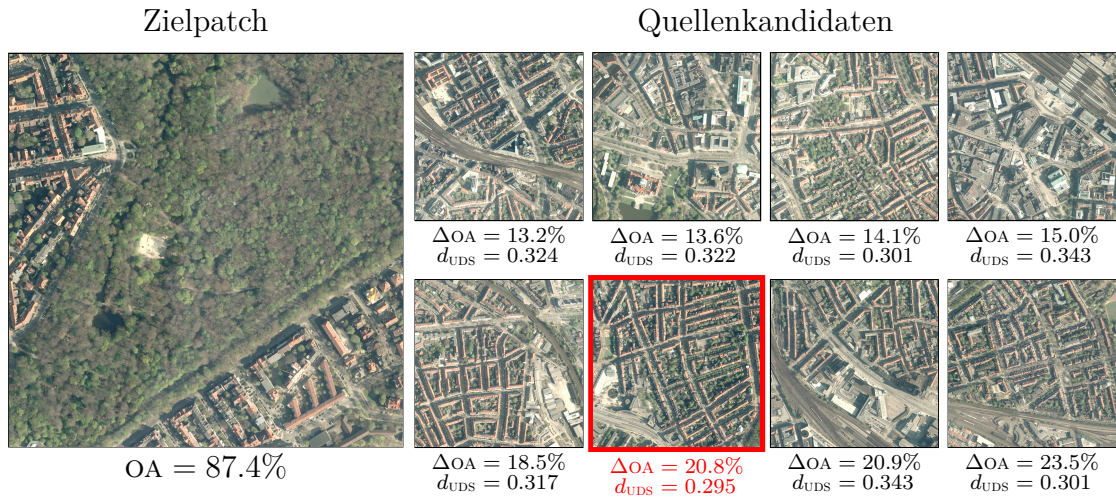 Zielpatch
Quellenkandidaten
ΔOA = 13.2%
d_UDS = 0.324
ΔOA = 13.6%
d_UDS = 0.322
ΔOA = 14.1%
d_UDS = 0.301
ΔOA = 15.0%
d_UDS = 0.343
OA = 87.4%
ΔOA = 18.5%
d_UDS = 0.317
ΔOA = 20.8%
d_UDS = 0.295
ΔOA = 20.9%
d_UDS = 0.343
ΔOA = 23.5%
d_UDS = 0.301